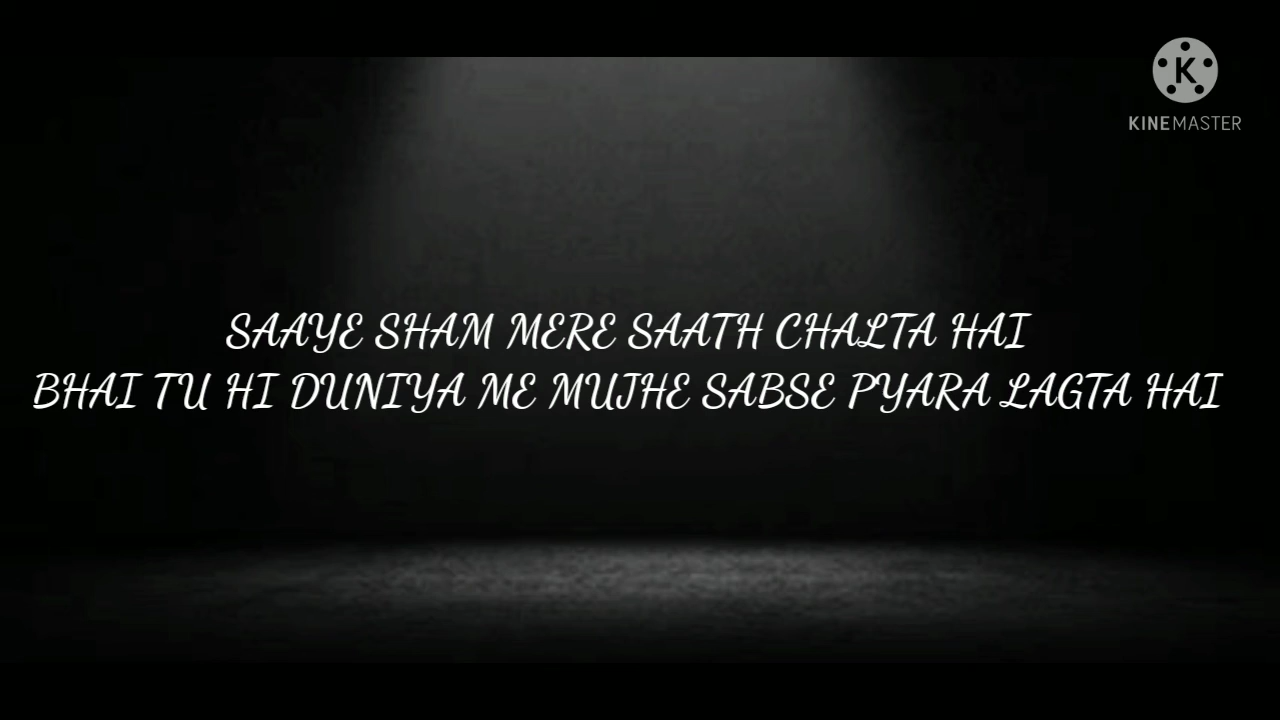 K
KINEMASTER
SAAYE SHAM MERE SAATH CHALTA HAI
BHAI TU HI DUNIYA ME MUJHE SABSE PYARA LAGTA HAI